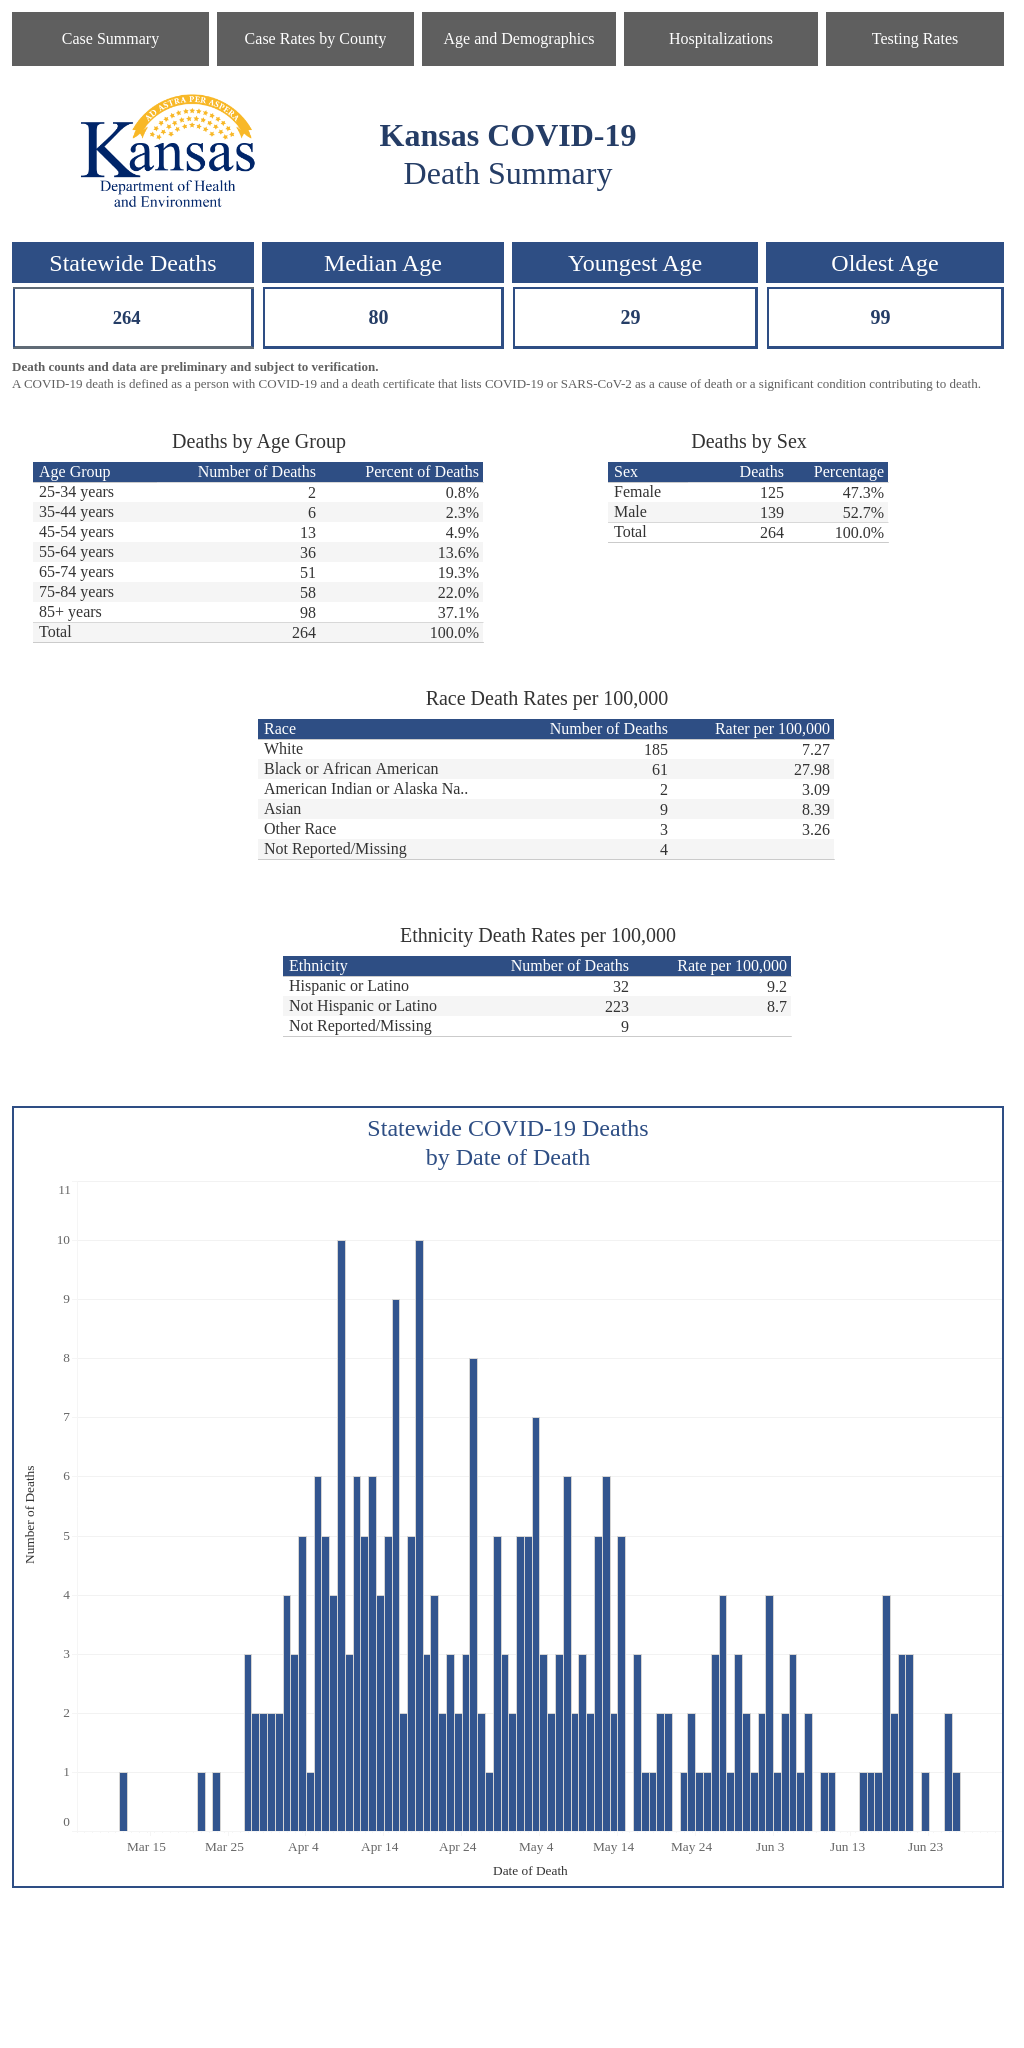 Case Summary
Case Rates by County
Age and Demographics
Hospitalizations
Testing Rates
AD ASTRA PER ASPERA
Kansas
Department of Health
and Environment
Kansas COVID-19
Death Summary
Statewide Deaths
Median Age
Youngest Age
Oldest Age
264
80
29
99
Death counts and data are preliminary and subject to verification.
A COVID-19 death is defined as a person with COVID-19 and a death certificate that lists COVID-19 or SARS-CoV-2 as a cause of death or a significant condition contributing to death.
Deaths by Age Group
Age Group Number of Deaths Percent of Deaths
25-34 years 2 0.8%
35-44 years 6 2.3%
45-54 years 13 4.9%
55-64 years 36 13.6%
65-74 years 51 19.3%
75-84 years 58 22.0%
85+ years 98 37.1%
Total 264 100.0%
Deaths by Sex
Sex Deaths Percentage
Female 125 47.3%
Male 139 52.7%
Total 264 100.0%
Race Death Rates per 100,000
Race Number of Deaths Rater per 100,000
White 185 7.27
Black or African American 61 27.98
American Indian or Alaska Na.. 2 3.09
Asian 9 8.39
Other Race 3 3.26
Not Reported/Missing 4
Ethnicity Death Rates per 100,000
Ethnicity Number of Deaths Rate per 100,000
Hispanic or Latino 32 9.2
Not Hispanic or Latino 223 8.7
Not Reported/Missing 9
Statewide COVID-19 Deaths
by Date of Death
11
10
9
8
7
6
5
4
3
2
1
0
Number of Deaths
Mar 15 Mar 25 Apr 4 Apr 14 Apr 24 May 4 May 14 May 24 Jun 3 Jun 13 Jun 23
Date of Death